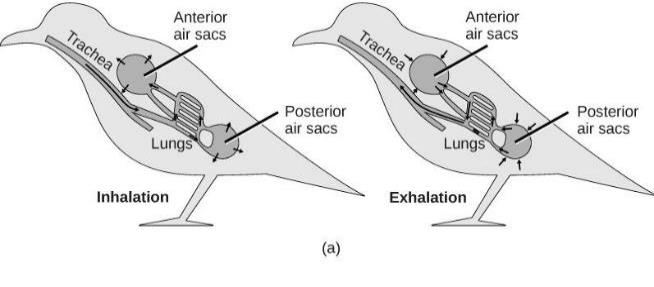 Anterior
air sacs
Trachea
Posterior
air sacs
Lungs
Inhalation
Anterior
air sacs
Trachea
Posterior
air sacs
Lungs
Exhalation
(a)